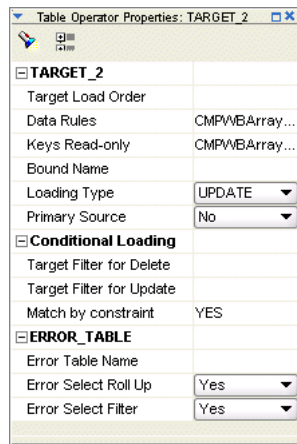 Table Operator Properties: TARGET_2
TARGET_2
Target Load Order
Data Rules CMPWBArray...
Keys Read-only CMPWBArray...
Bound Name
Loading Type UPDATE
Primary Source No
Conditional Loading
Target Filter for Delete
Target Filter for Update
Match by constraint YES
ERROR_TABLE
Error Table Name
Error Select Roll Up Yes
Error Select Filter Yes